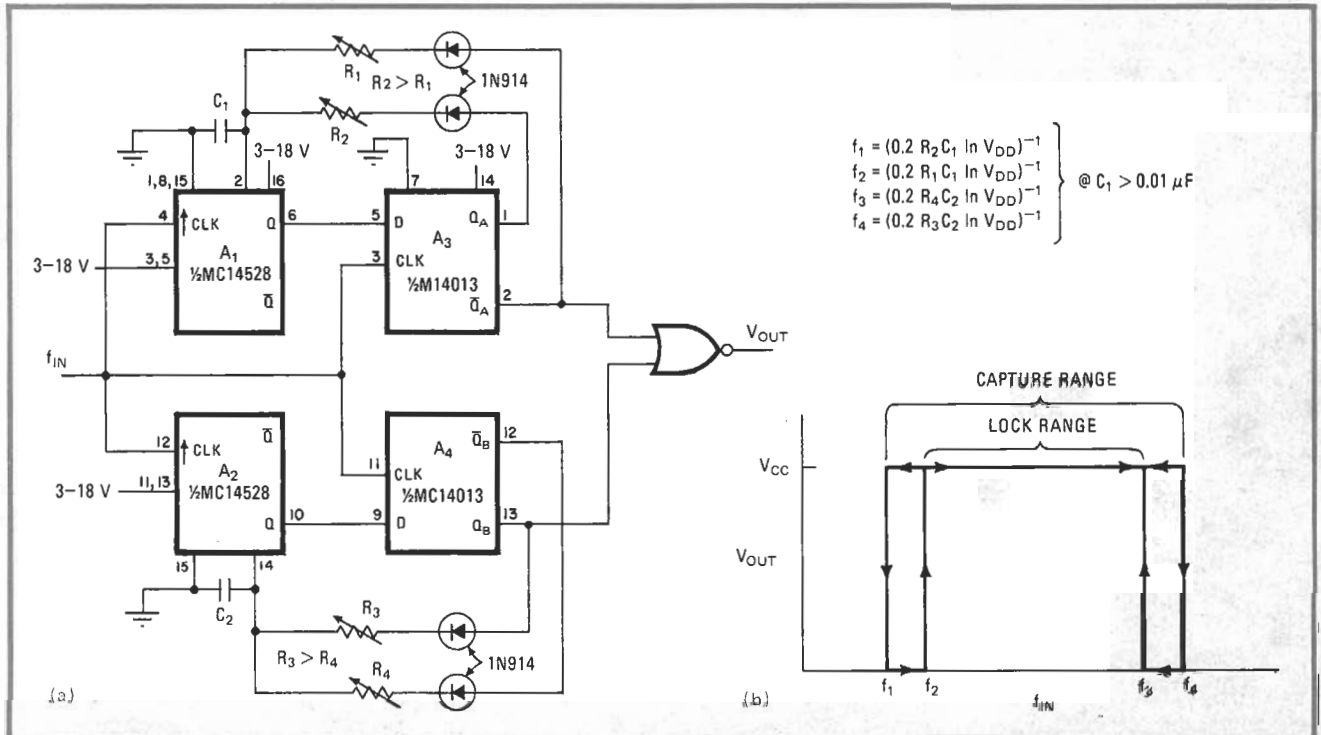 R1
R2 > R1
1N914
C1
R2
3–18 V
3–18 V
1,8,15
2
16
7
14
4
CLK
Q
6
5
D
QA
1
A1
½MC14528
A3
½M14013
3–18 V
3,5
Q̅
3
CLK
Q̅A
2
fIN
VOUT
12
CLK
Q̅
A2
½MC14528
11
CLK
A4
½MC14013
Q̅B
12
3–18 V
11,13
Q
10
9
D
QB
13
15
14
C2
R3
R3 > R4
R4
1N914
(a)
f1 = (0.2 R2C1 ln VDD)−1
f2 = (0.2 R1C1 ln VDD)−1
f3 = (0.2 R4C2 ln VDD)−1
f4 = (0.2 R3C2 ln VDD)−1
@ C1 > 0.01 µF
CAPTURE RANGE
LOCK RANGE
VCC
VOUT
f1
f2
f3
f4
fIN
(b)